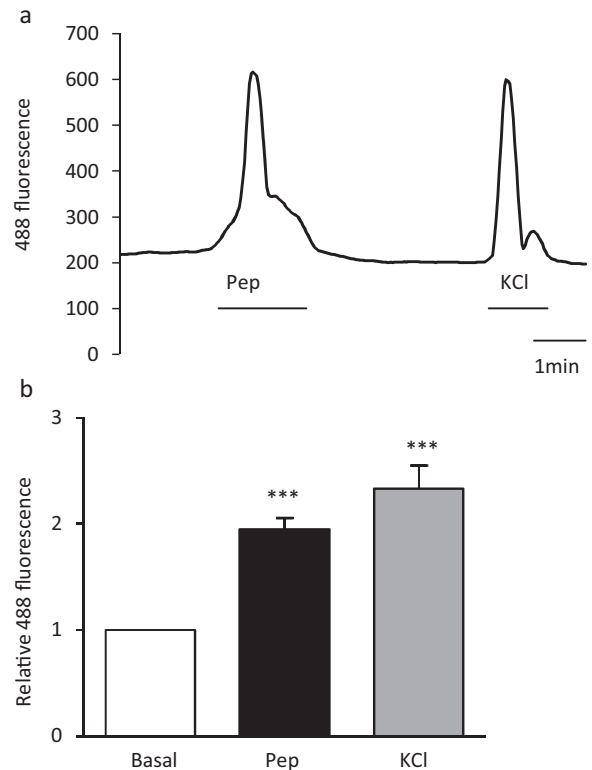 a
700
600
500
400
300
200
100
0
488 fluorescence
Pep
KCl
1min
b
3
2
1
0
Relative 488 fluorescence
***
***
Basal
Pep
KCl